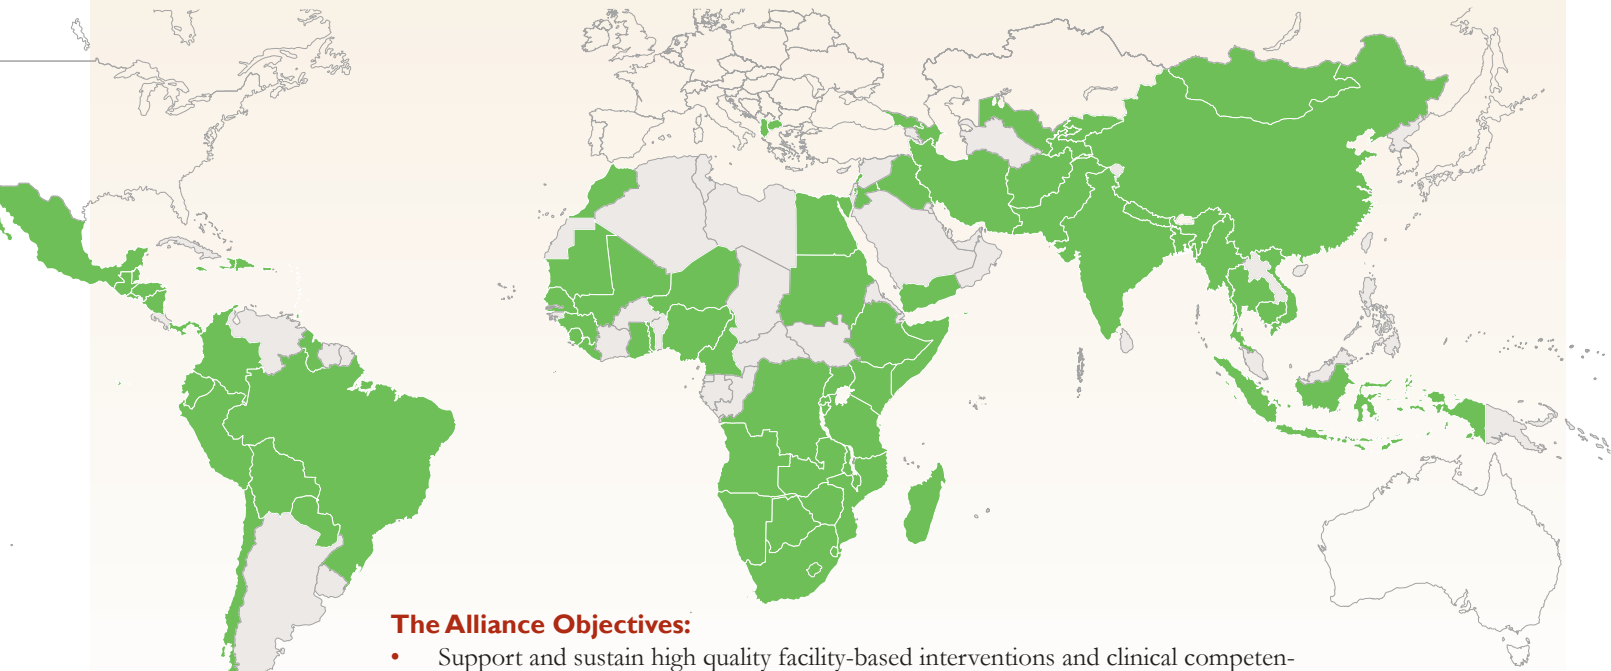 The Alliance Objectives:
• Support and sustain high quality facility-based interventions and clinical competen-